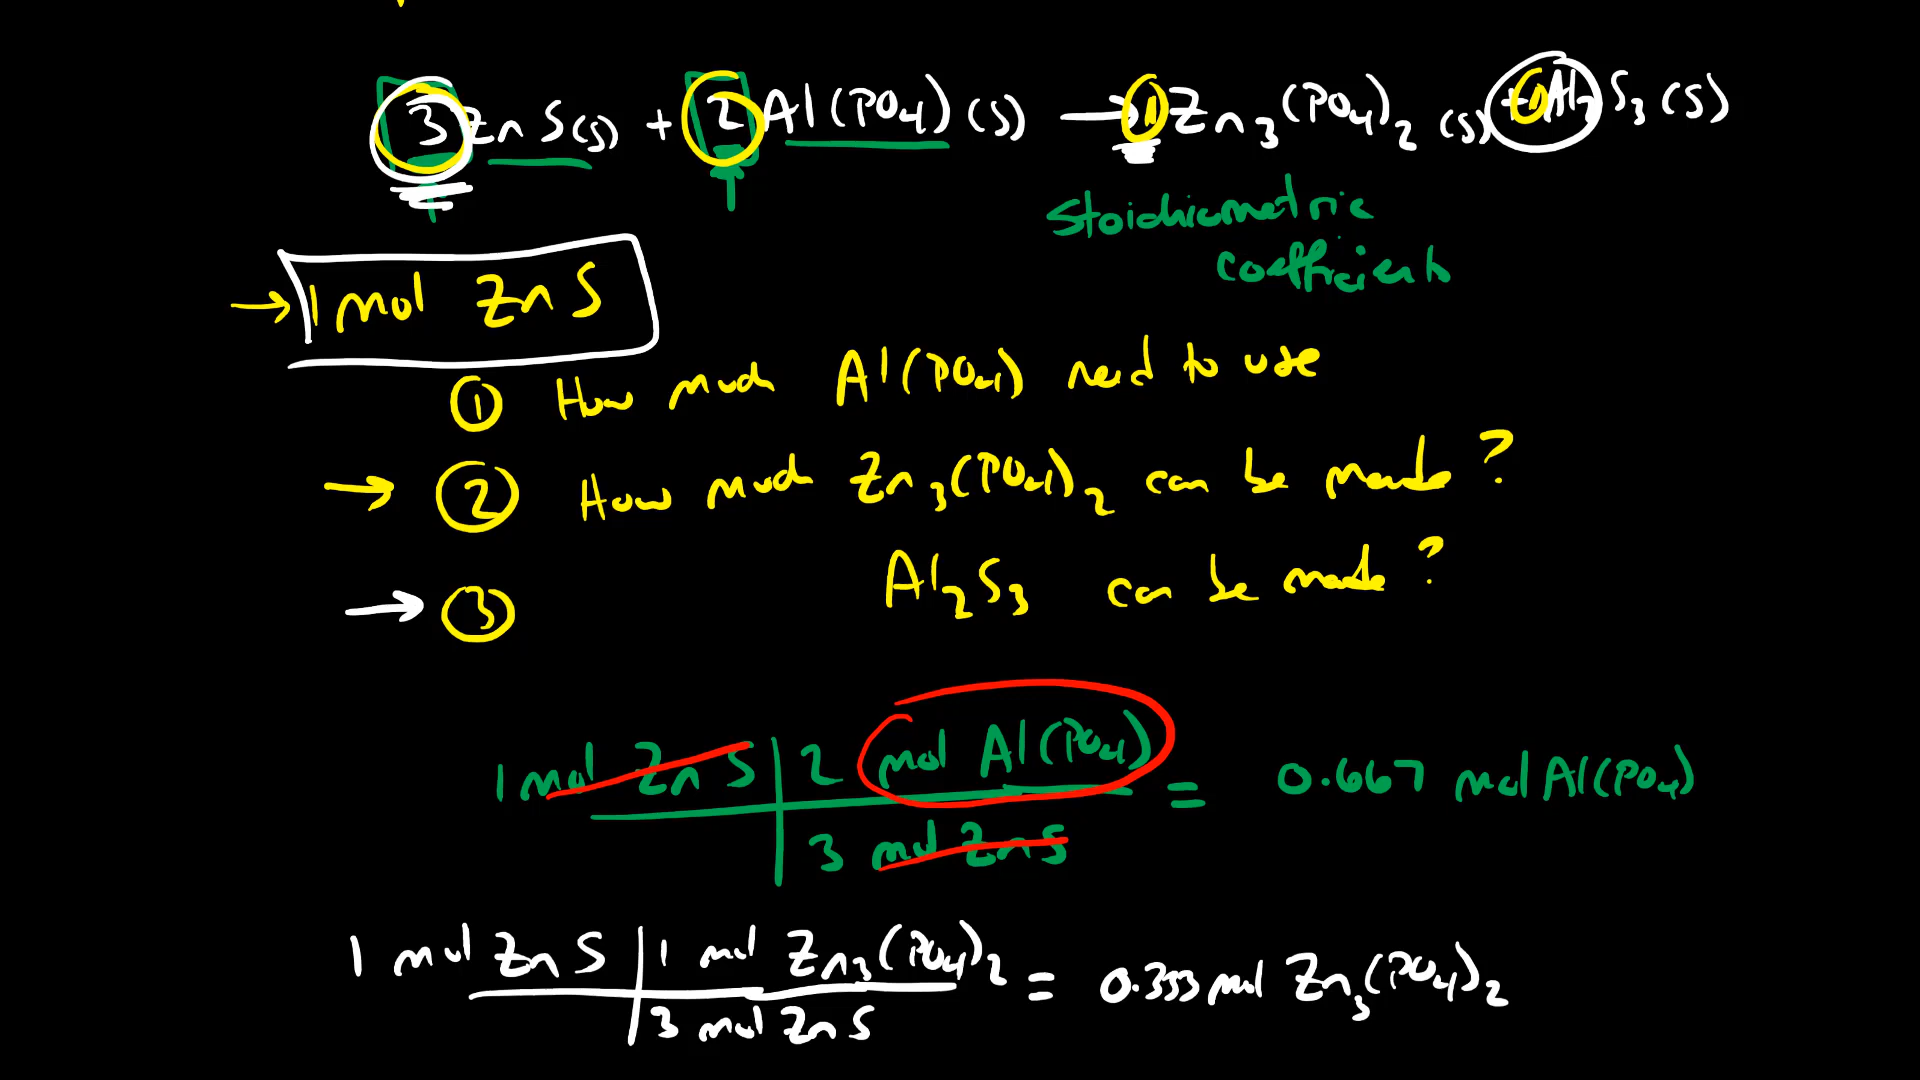 3 ZnS(s) + 2 Al(PO4)(s) → 1 Zn3(PO4)2(s) + 1 Al2S3(s)
Stoichiometric
coefficients
→ 1 mol ZnS
① How much Al(PO4) need to use
→ ② How much Zn3(PO4)2 can be made?
→ ③ Al2S3 can be made?
1 mol ZnS | 2 mol Al(PO4) = 0.667 mol Al(PO4)
3 mol ZnS
1 mol ZnS | 1 mol Zn3(PO4)2 = 0.333 mol Zn3(PO4)2
3 mol ZnS